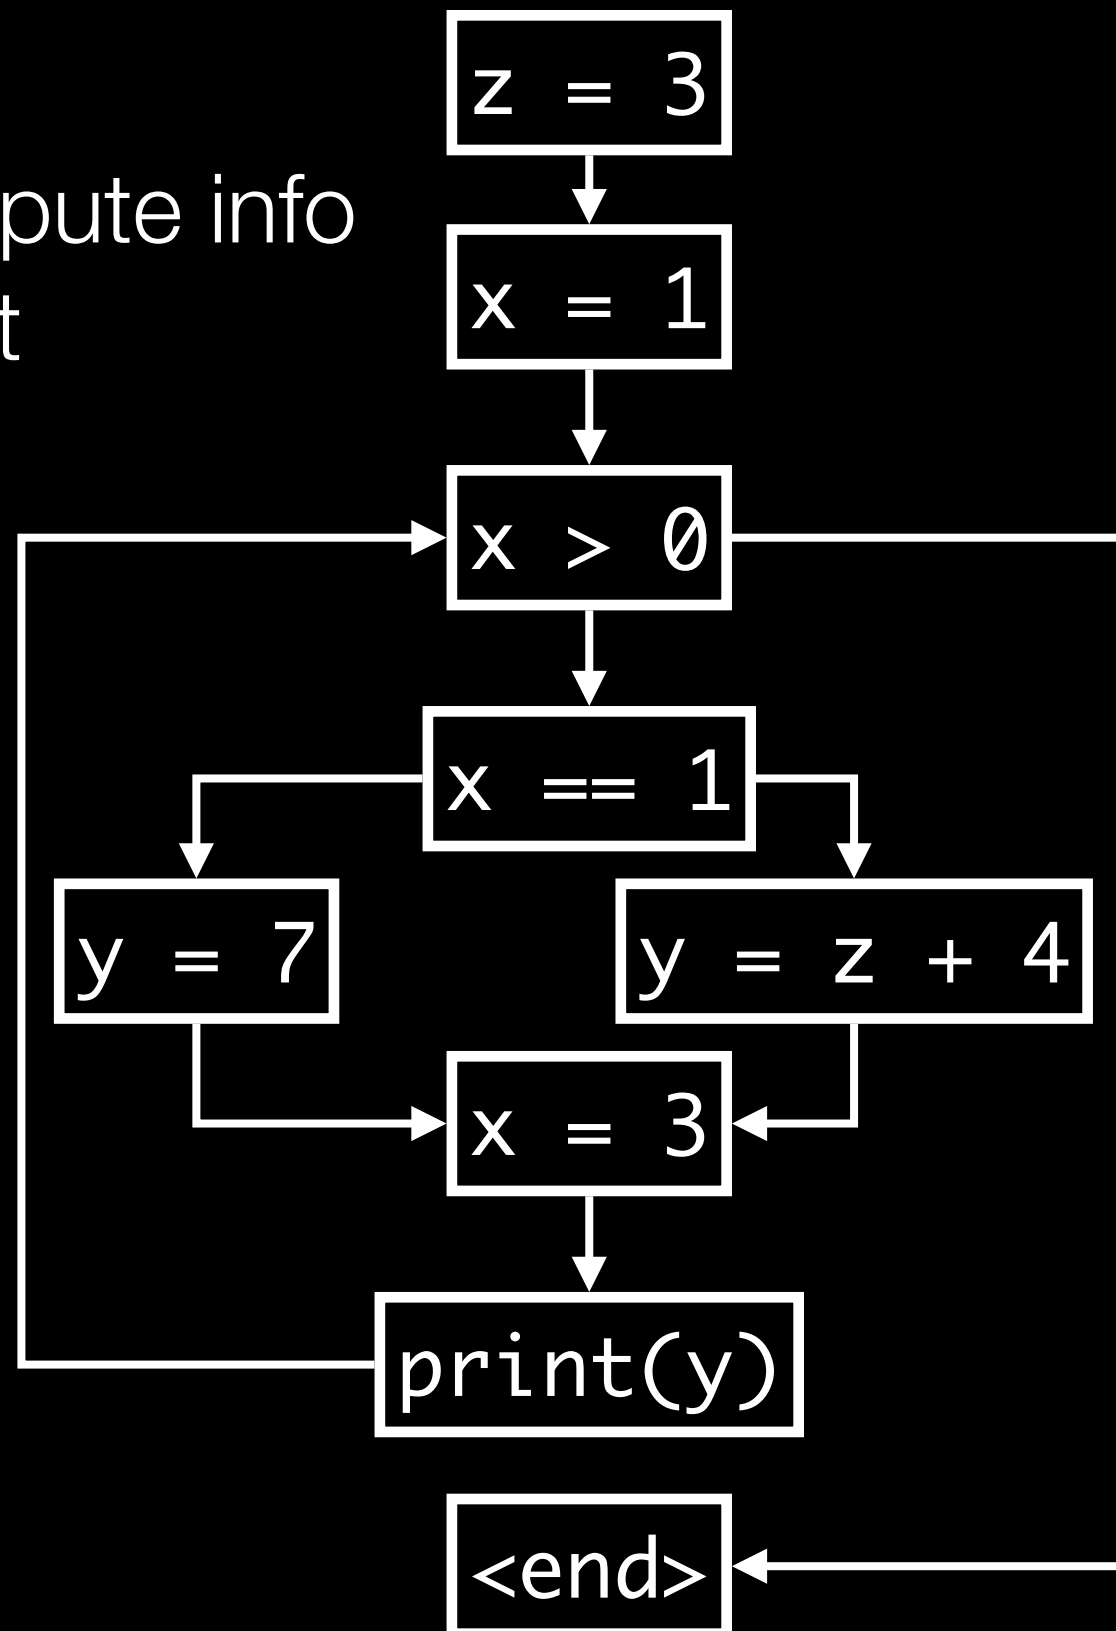 z = 3
pute info
x = 1
t
x > 0
x == 1
y = 7
y = z + 4
x = 3
print(y)
<end>